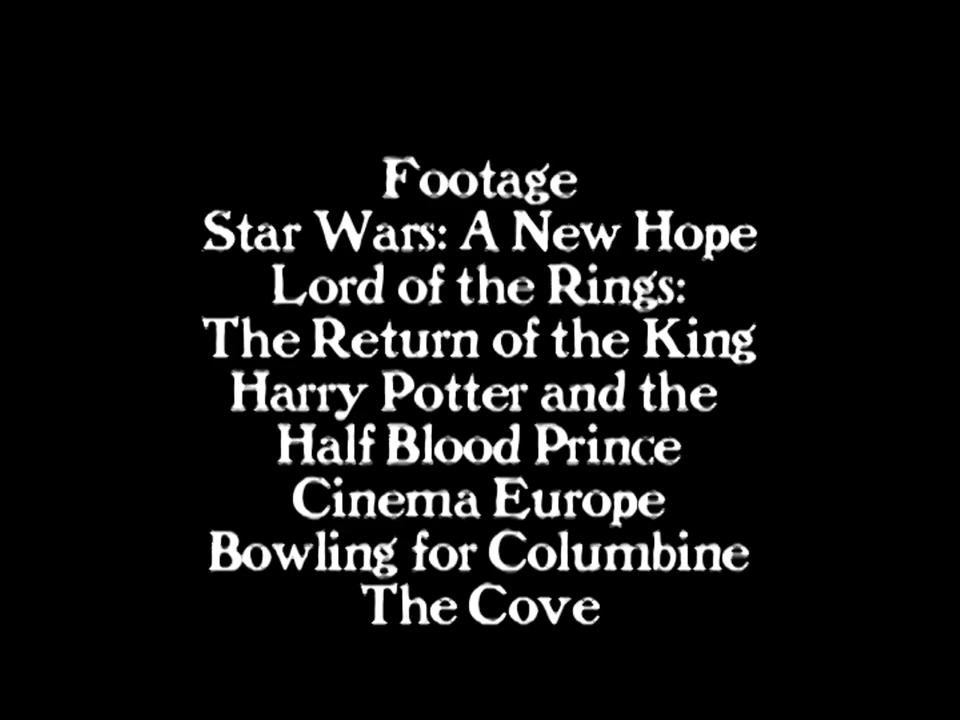 Footage
Star Wars: A New Hope
Lord of the Rings:
The Return of the King
Harry Potter and the
Half Blood Prince
Cinema Europe
Bowling for Columbine
The Cove